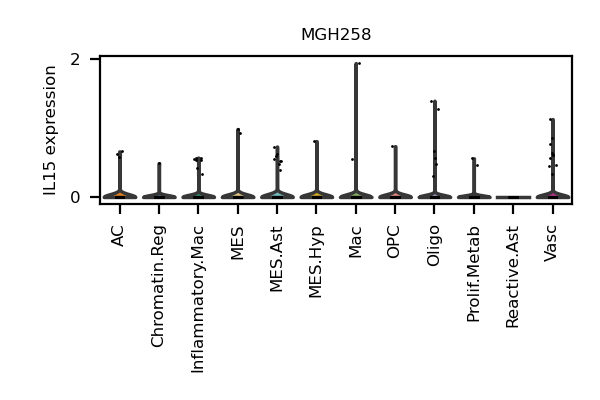 MGH258
IL15 expression
2
0
AC
Chromatin.Reg
Inflammatory.Mac
MES
MES.Ast
MES.Hyp
Mac
OPC
Oligo
Prolif.Metab
Reactive.Ast
Vasc